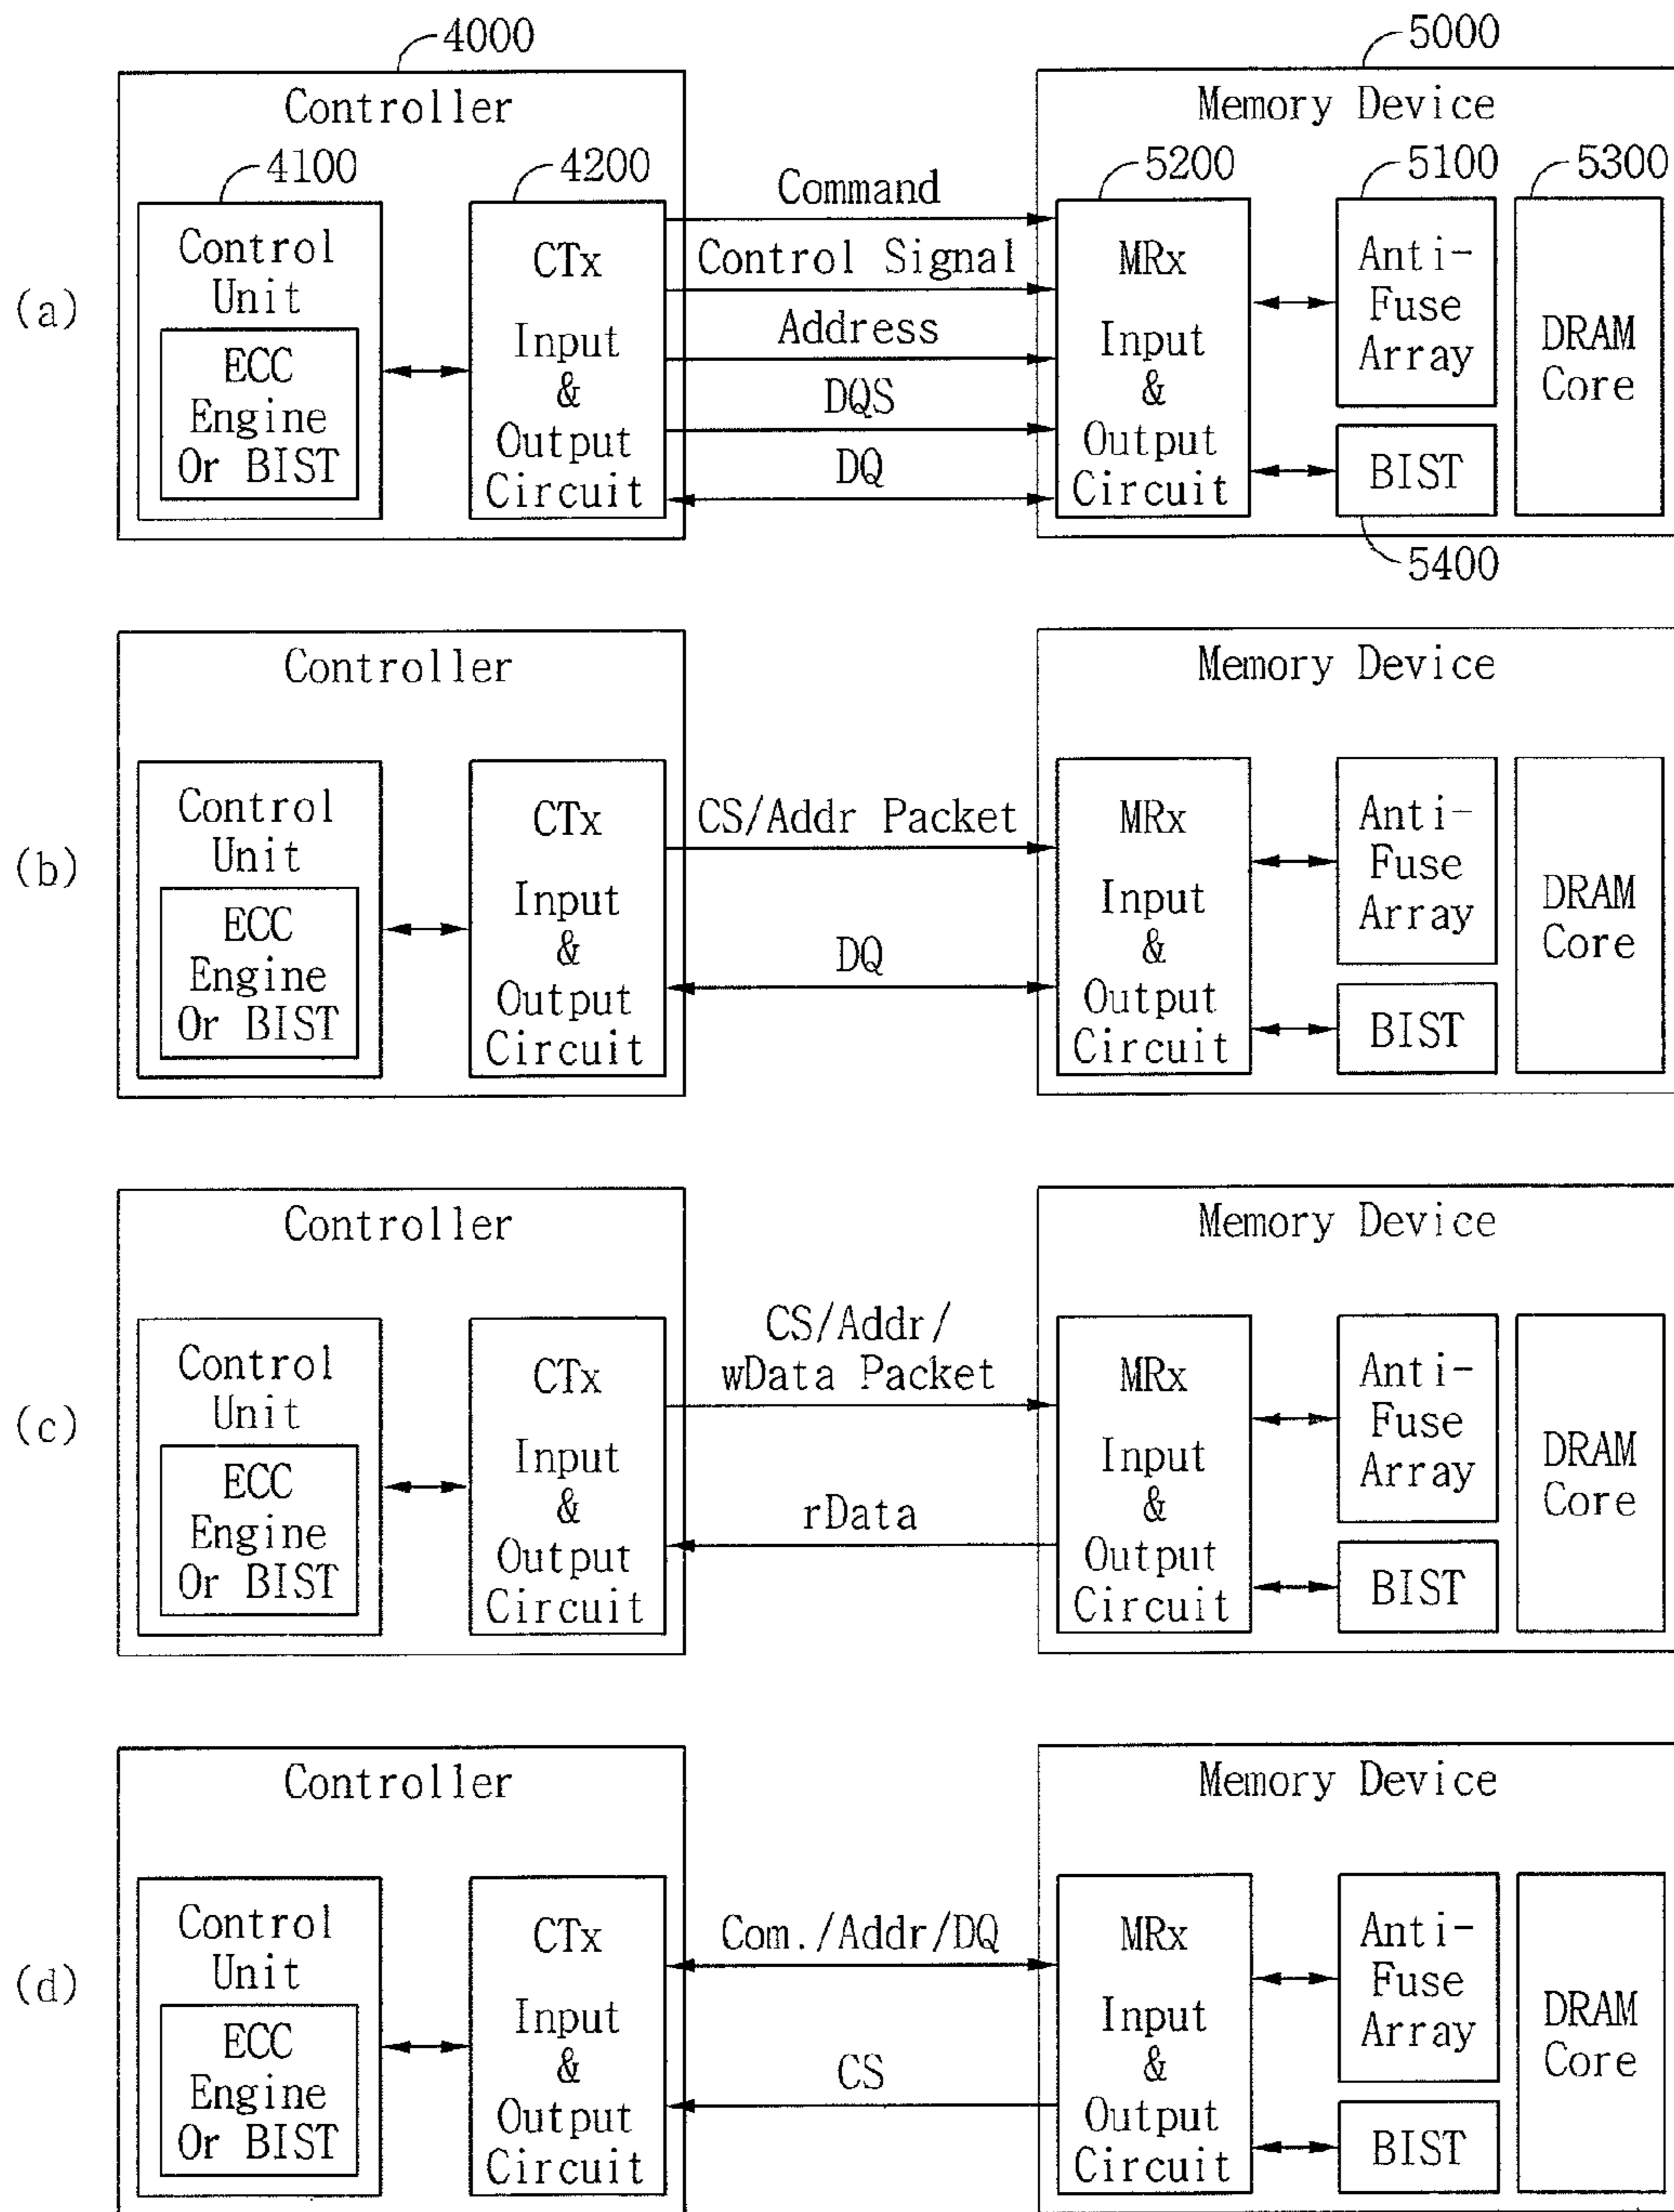 4000
5000
Controller
Memory Device
4100
4200
5200
5100
5300
(a)
Control
Unit
ECC
Engine
Or BIST
CTx
Input
&
Output
Circuit
Command
Control Signal
Address
DQS
DQ
MRx
Input
&
Output
Circuit
Anti-
Fuse
Array
BIST
DRAM
Core
5400
Controller
Memory Device
(b)
Control
Unit
ECC
Engine
Or BIST
CTx
Input
&
Output
Circuit
CS/Addr Packet
DQ
MRx
Input
&
Output
Circuit
Anti-
Fuse
Array
BIST
DRAM
Core
Controller
Memory Device
(c)
Control
Unit
ECC
Engine
Or BIST
CTx
Input
&
Output
Circuit
CS/Addr/
wData Packet
rData
MRx
Input
&
Output
Circuit
Anti-
Fuse
Array
BIST
DRAM
Core
Controller
Memory Device
(d)
Control
Unit
ECC
Engine
Or BIST
CTx
Input
&
Output
Circuit
Com./Addr/DQ
CS
MRx
Input
&
Output
Circuit
Anti-
Fuse
Array
BIST
DRAM
Core